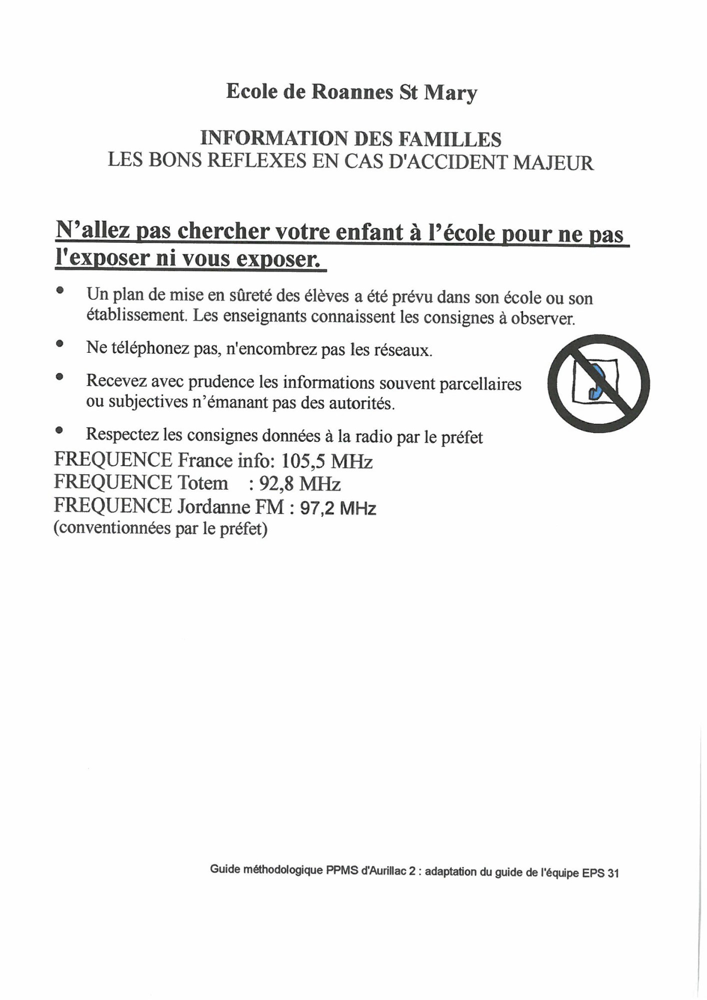 Ecole de Roannes St Mary
INFORMATION DES FAMILLES
LES BONS REFLEXES EN CAS D'ACCIDENT MAJEUR
N’allez pas chercher votre enfant à l’école pour ne pas
l'exposer ni vous exposer.
• Un plan de mise en sûreté des élèves a été prévu dans son école ou son
établissement. Les enseignants connaissent les consignes à observer.
• Ne téléphonez pas, n'encombrez pas les réseaux.
• Recevez avec prudence les informations souvent parcellaires
ou subjectives n’émanant pas des autorités.
• Respectez les consignes données à la radio par le préfet
FREQUENCE France info: 105,5 MHz
FREQUENCE Totem : 92,8 MHz
FREQUENCE Jordanne FM : 97,2 MHz
(conventionnées par le préfet)
Guide méthodologique PPMS d'Aurillac 2 : adaptation du guide de l'équipe EPS 31